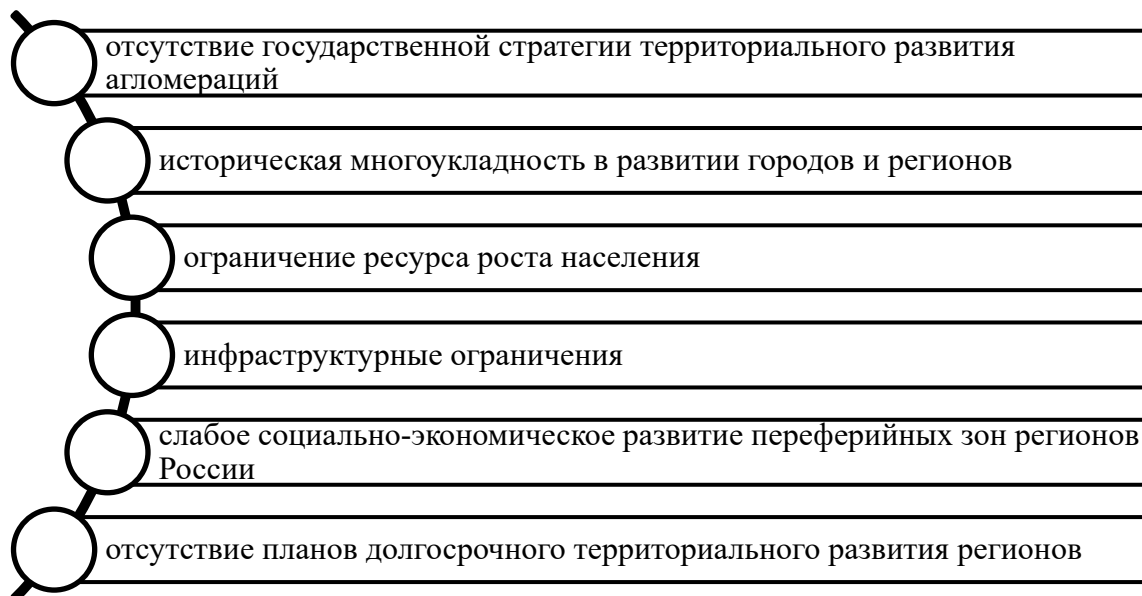 отсутствие государственной стратегии территориального развития
агломераций
историческая многоукладность в развитии городов и регионов
ограничение ресурса роста населения
инфраструктурные ограничения
слабое социально-экономическое развитие переферийных зон регионов
России
отсутствие планов долгосрочного территориального развития регионов